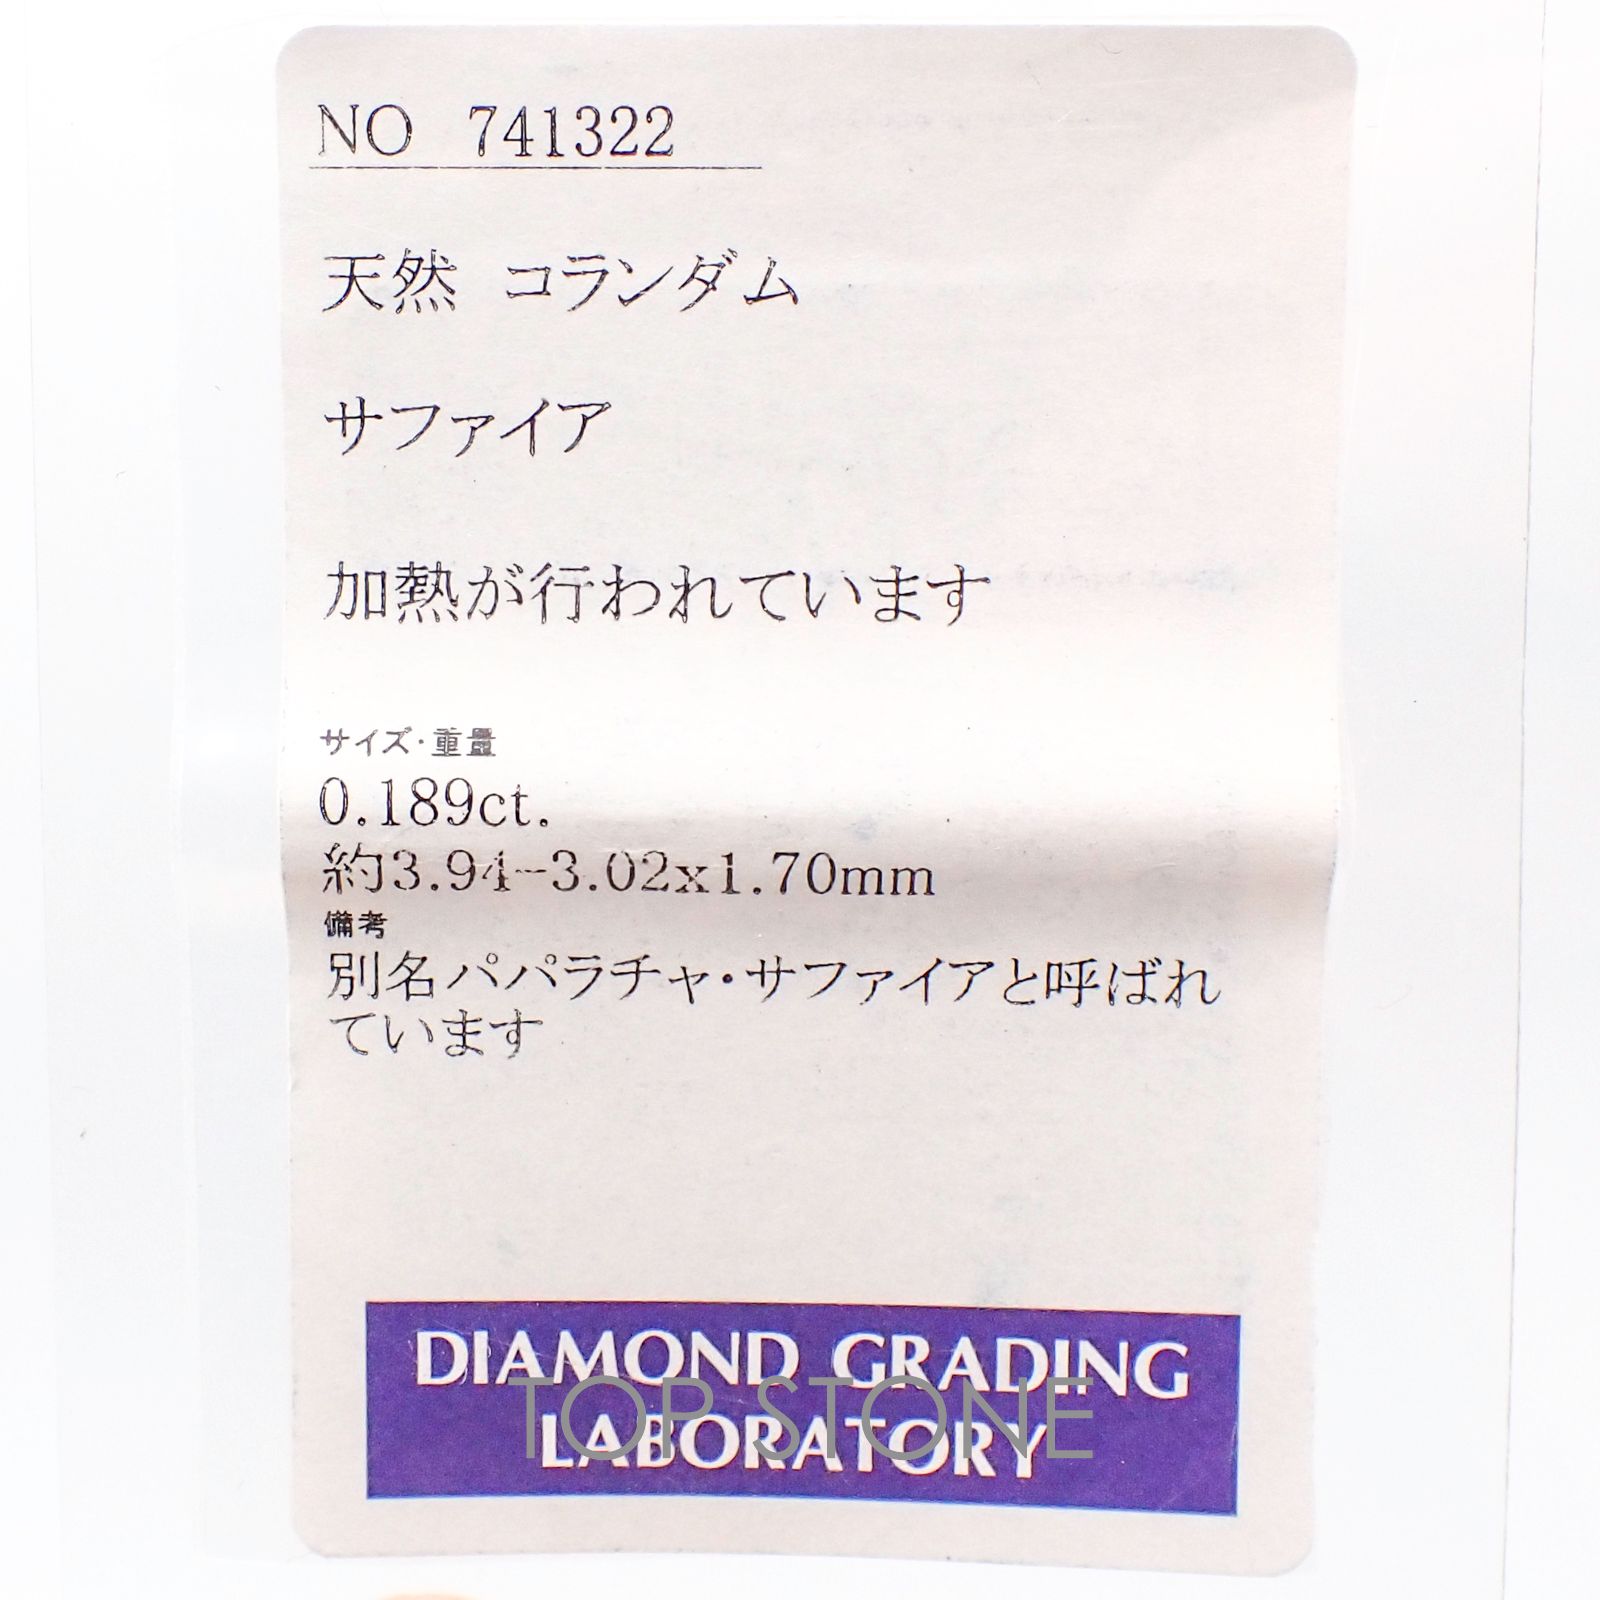 NO 741322
天然 コランダム
サファイア
加熱が行われています
サイズ・重量
0.189ct.
約3.94-3.02x1.70mm
備考
別名パパラチャ・サファイアと呼ばれ
ています
DIAMOND GRADING
LABORATORY
TOP STONE